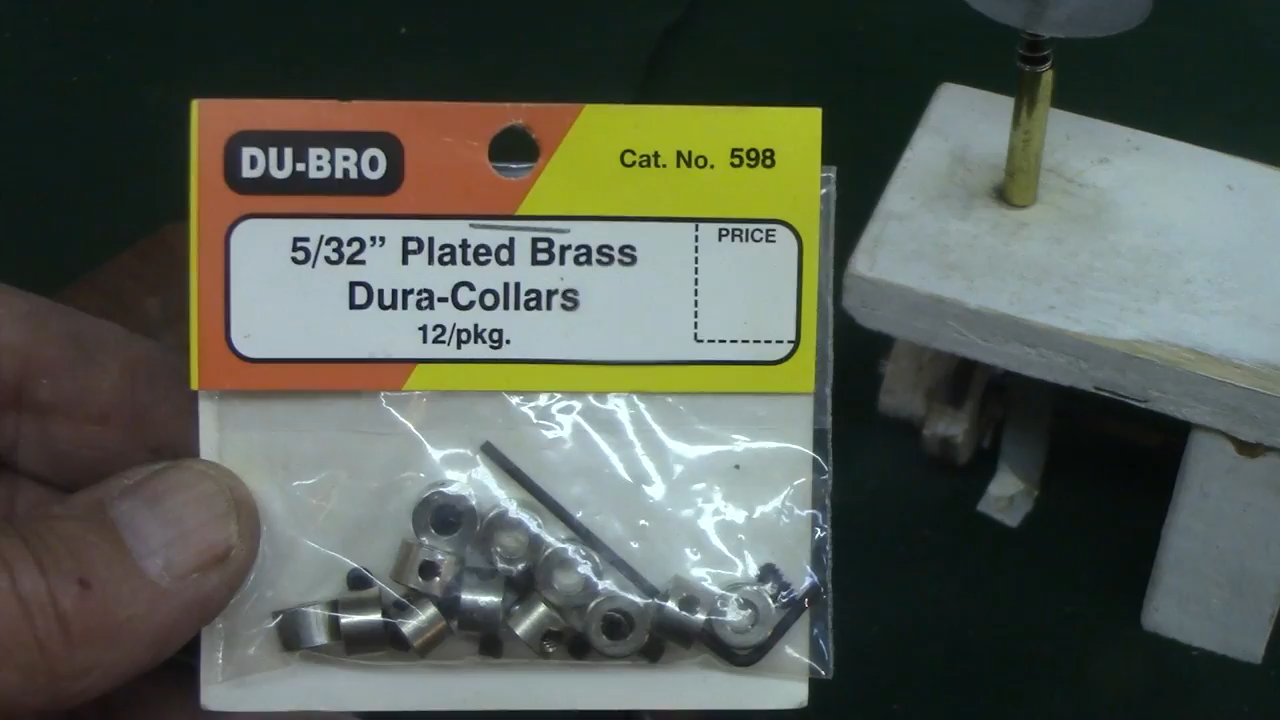 DU-BRO
Cat. No. 598
5/32” Plated Brass
Dura-Collars
12/pkg.
PRICE